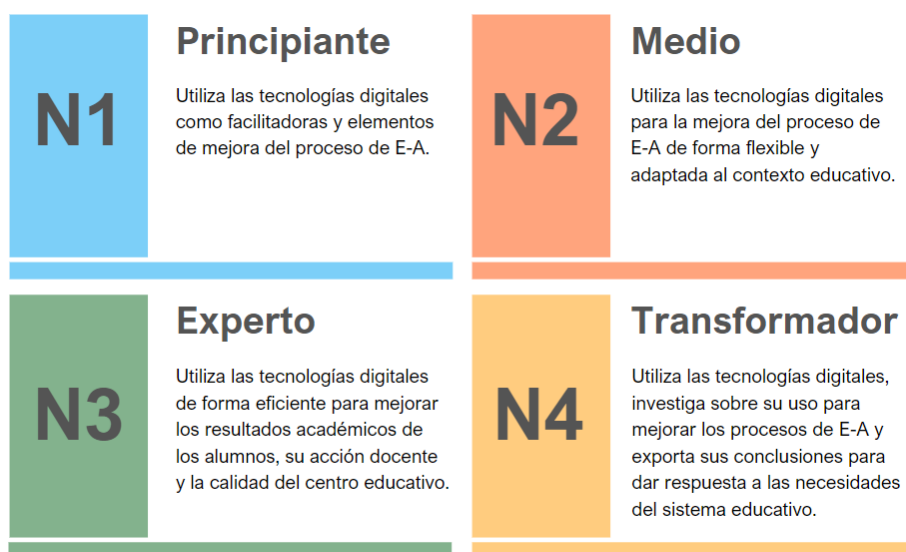 N1
Principiante
Utiliza las tecnologías digitales
como facilitadoras y elementos
de mejora del proceso de E-A.
N2
Medio
Utiliza las tecnologías digitales
para la mejora del proceso de
E-A de forma flexible y
adaptada al contexto educativo.
N3
Experto
Utiliza las tecnologías digitales
de forma eficiente para mejorar
los resultados académicos de
los alumnos, su acción docente
y la calidad del centro educativo.
N4
Transformador
Utiliza las tecnologías digitales,
investiga sobre su uso para
mejorar los procesos de E-A y
exporta sus conclusiones para
dar respuesta a las necesidades
del sistema educativo.